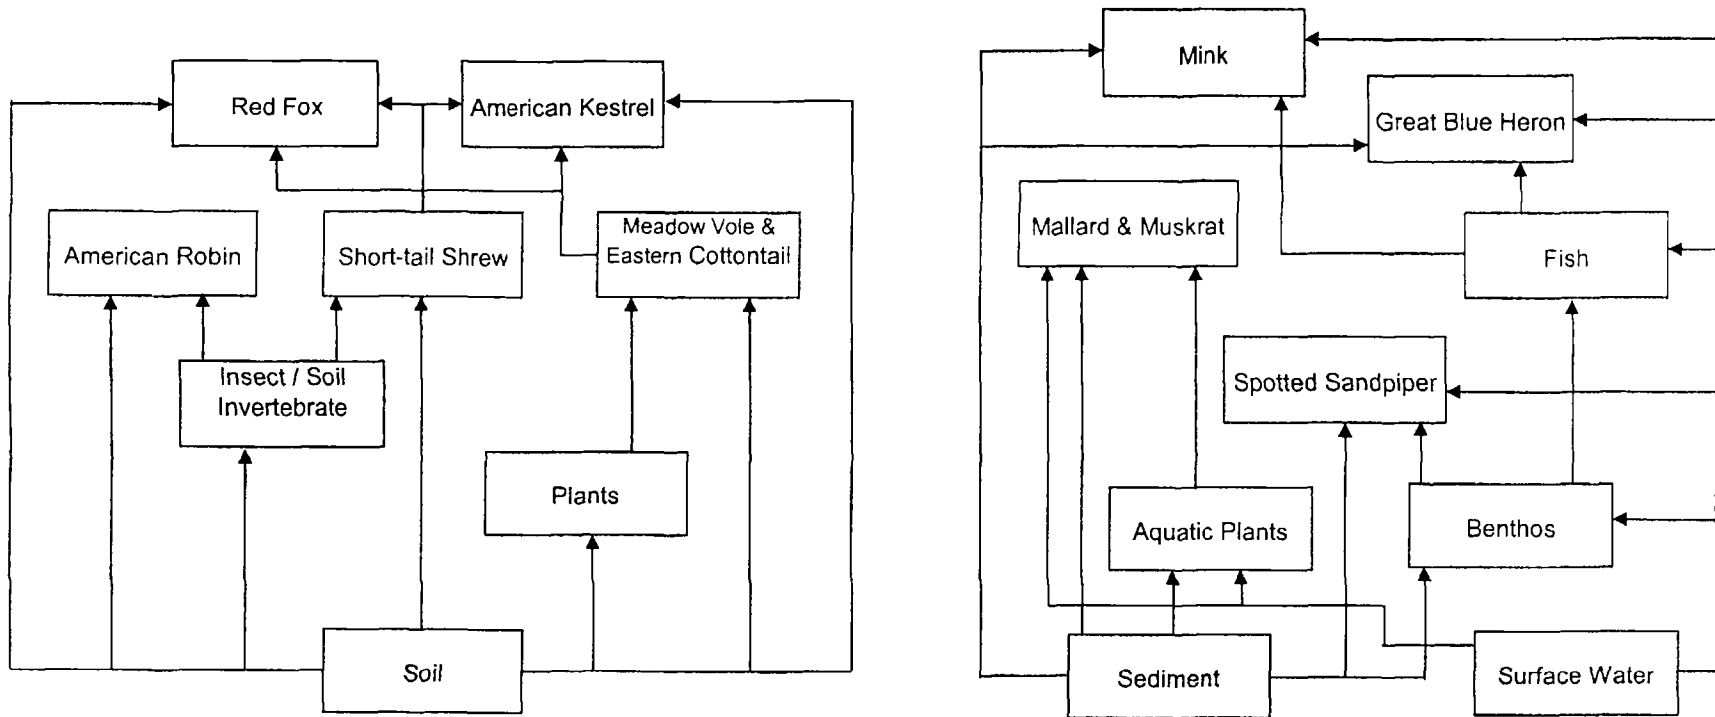 Red Fox
American Kestrel
American Robin
Short-tail Shrew
Meadow Vole &
Eastern Cottontail
Insect / Soil
Invertebrate
Plants
Soil
Mink
Great Blue Heron
Mallard & Muskrat
Fish
Spotted Sandpiper
Aquatic Plants
Benthos
Sediment
Surface Water